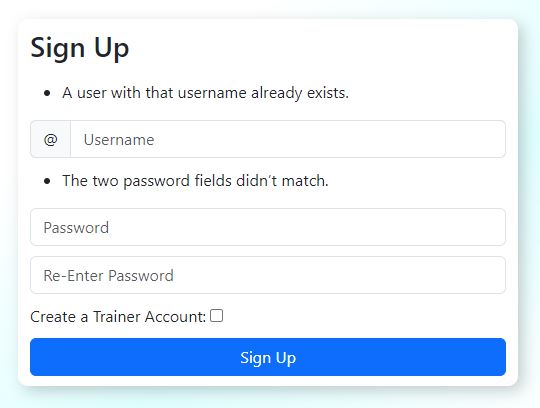 Sign Up
A user with that username already exists.
@ Username
The two password fields didn’t match.
Password
Re-Enter Password
Create a Trainer Account:
Sign Up